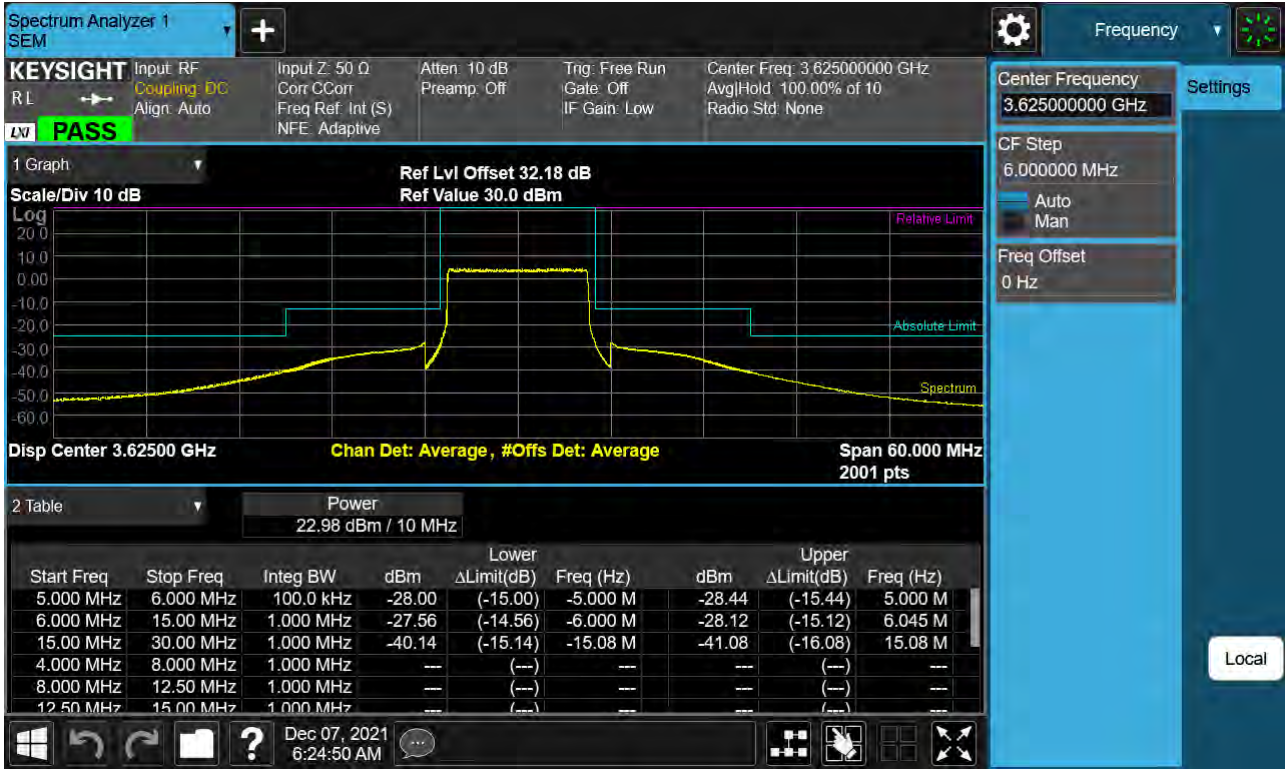 Spectrum Analyzer 1
SEM
+
Frequency
KEYSIGHT
R L
LXI
PASS
Input: RF
Coupling: DC
Align: Auto
Input Z: 50 Ω
Corr CCorr
Freq Ref: Int (S)
NFE: Adaptive
Atten: 10 dB
Preamp: Off
Trig: Free Run
Gate: Off
IF Gain: Low
Center Freq: 3.625000000 GHz
Avg|Hold: 100.00% of 10
Radio Std: None
Center Frequency
3.625000000 GHz
Settings
CF Step
6.000000 MHz
Auto
Man
Freq Offset
0 Hz
Local
1 Graph
Scale/Div 10 dB
Ref Lvl Offset 32.18 dB
Ref Value 30.0 dBm
Log
20.0
10.0
0.00
-10.0
-20.0
-30.0
-40.0
-50.0
-60.0
Relative Limit
Absolute Limit
Spectrum
Disp Center 3.62500 GHz
Chan Det: Average, #Offs Det: Average
Span 60.000 MHz
2001 pts
2 Table
Power
22.98 dBm / 10 MHz
Lower Upper
Start Freq Stop Freq Integ BW dBm ΔLimit(dB) Freq (Hz) dBm ΔLimit(dB) Freq (Hz)
5.000 MHz 6.000 MHz 100.0 kHz -28.00 (-15.00) -5.000 M -28.44 (-15.44) 5.000 M
6.000 MHz 15.00 MHz 1.000 MHz -27.56 (-14.56) -6.000 M -28.12 (-15.12) 6.045 M
15.00 MHz 30.00 MHz 1.000 MHz -40.14 (-15.14) -15.08 M -41.08 (-16.08) 15.08 M
4.000 MHz 8.000 MHz 1.000 MHz --- (---) --- --- (---) ---
8.000 MHz 12.50 MHz 1.000 MHz --- (---) --- --- (---) ---
12.50 MHz 15.00 MHz 1.000 MHz --- (---) --- --- (---) ---
?
Dec 07, 2021
6:24:50 AM